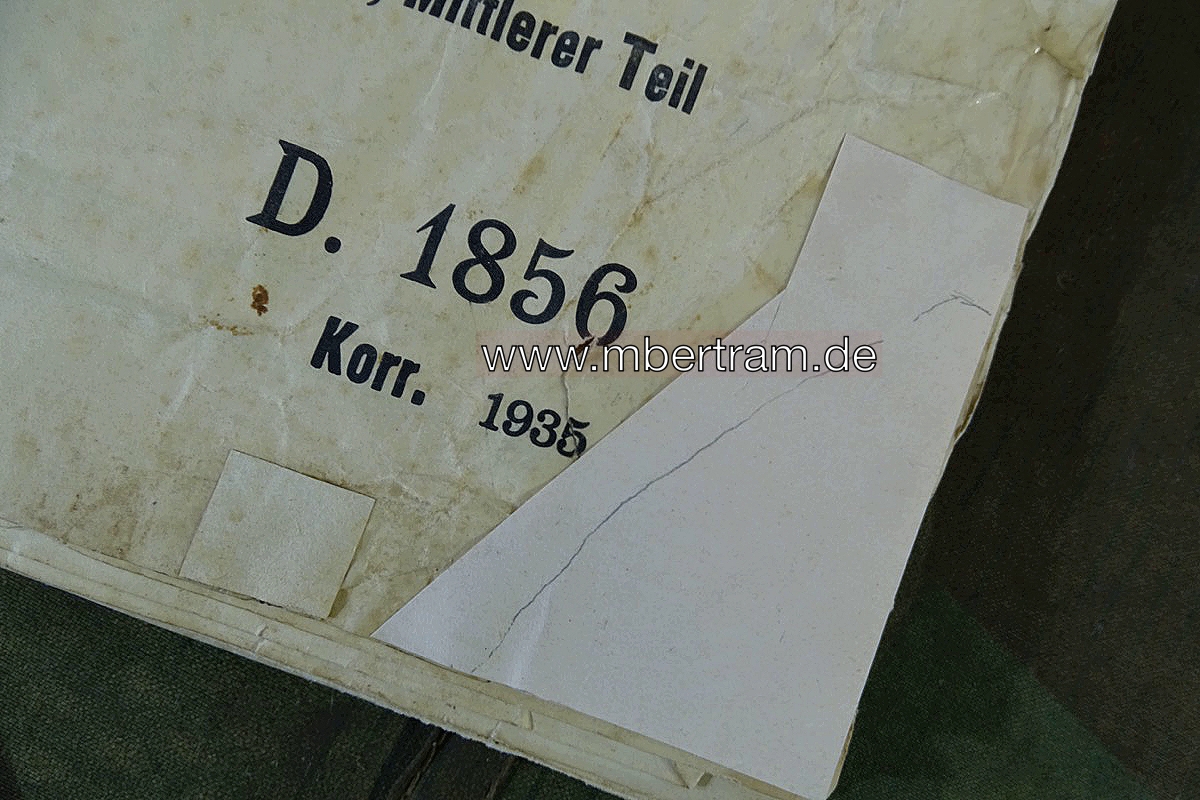 , Mittlerer Teil
D. 1856
Korr. 1935
www.mbertram.de